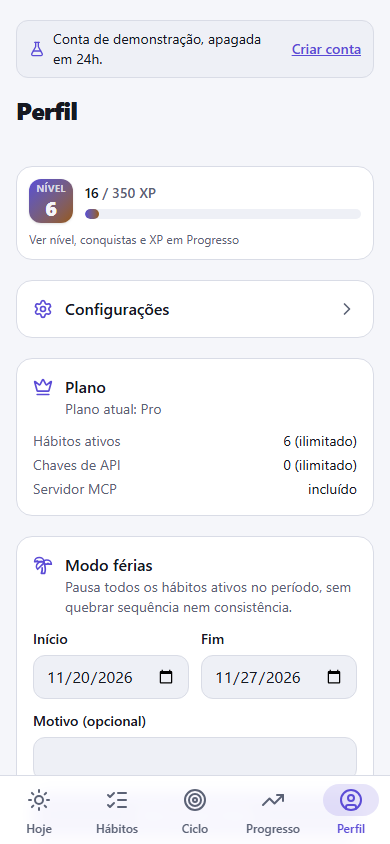 Conta de demonstração, apagada
em 24h.
Criar conta
Perfil
NÍVEL
6
16 / 350 XP
Ver nível, conquistas e XP em Progresso
Configurações
Plano
Plano atual: Pro
Hábitos ativos 6 (ilimitado)
Chaves de API 0 (ilimitado)
Servidor MCP incluído
Modo férias
Pausa todos os hábitos ativos no período, sem
quebrar sequência nem consistência.
Início Fim
11/20/2026 11/27/2026
Motivo (opcional)
Hoje Hábitos Ciclo Progresso Perfil